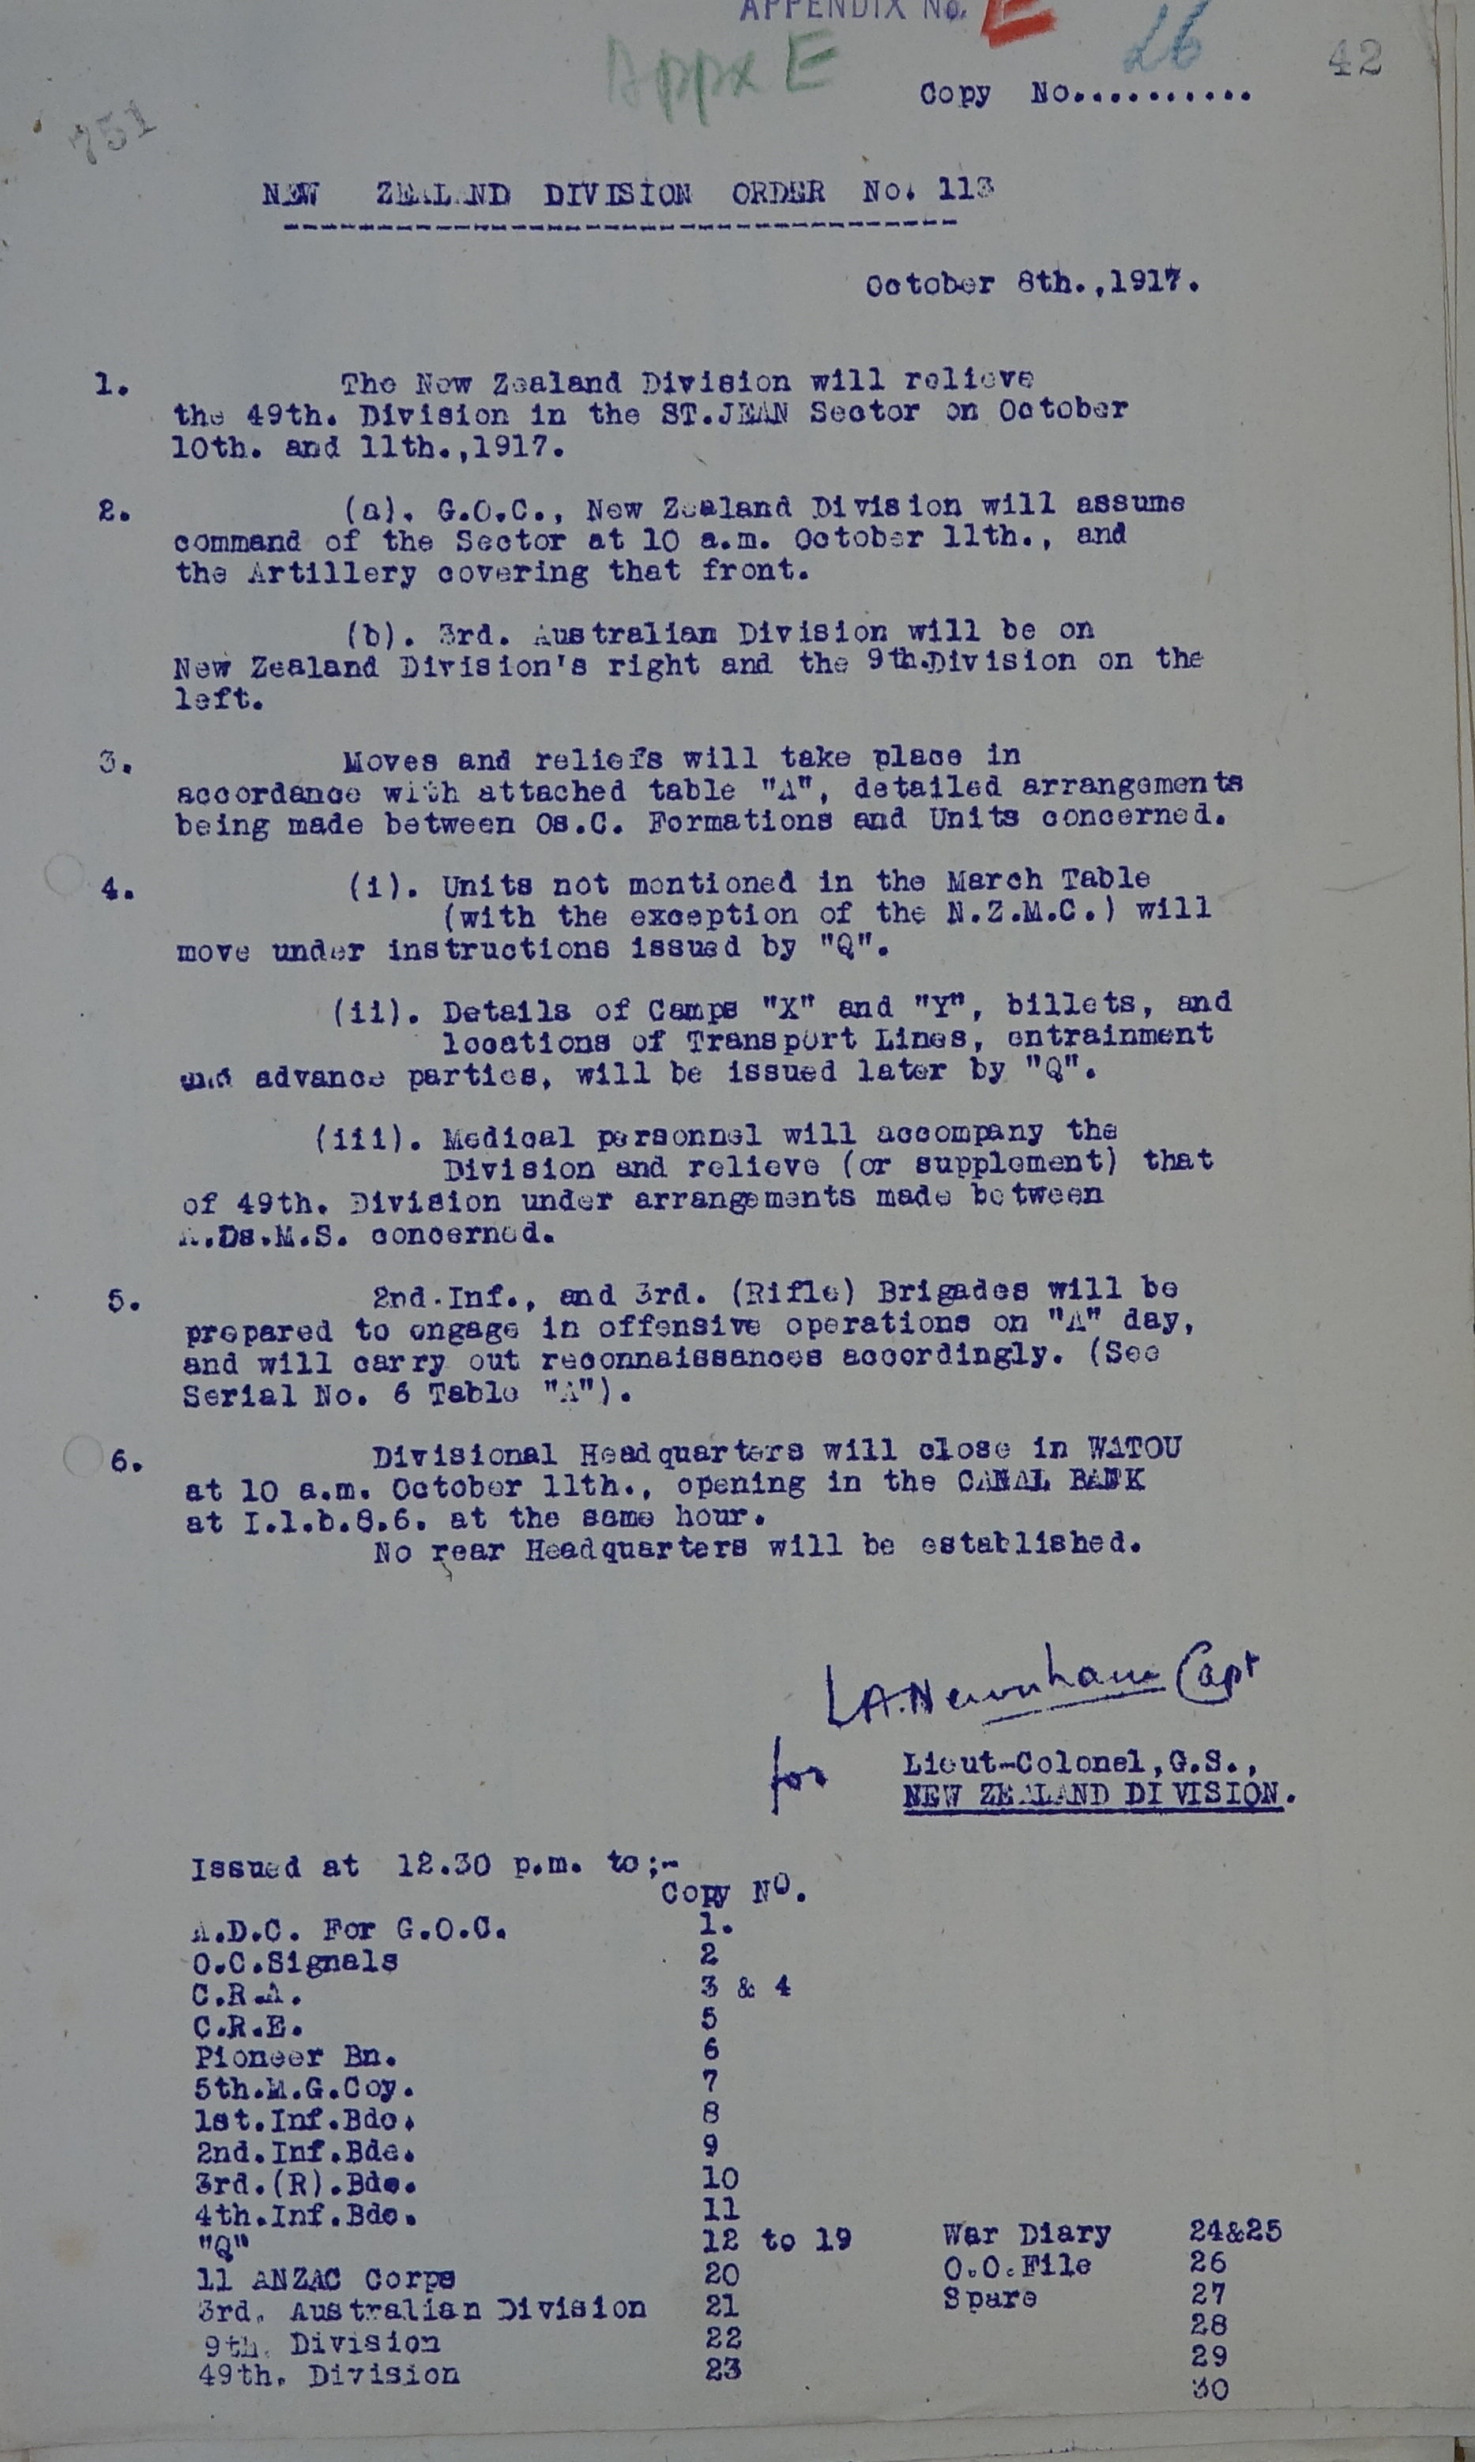 APPENDIX No. E
Appx E
26
42
Copy No...........
751
NEW ZEALAND DIVISION ORDER No. 113
October 8th.,1917.
1. The New Zealand Division will relieve
the 49th. Division in the ST.JEAN Sector on October
10th. and 11th.,1917.
2. (a). G.O.C., New Zealand Division will assume
command of the Sector at 10 a.m. October 11th., and
the Artillery covering that front.
(b). 3rd. Australian Division will be on
New Zealand Division's right and the 9th.Division on the
left.
3. Moves and reliefs will take place in
accordance with attached table "A", detailed arrangements
being made between Os.C. Formations and Units concerned.
4. (i). Units not mentioned in the March Table
(with the exception of the N.Z.M.C.) will
move under instructions issued by "Q".
(ii). Details of Camps "X" and "Y", billets, and
locations of Transport Lines, entrainment
and advance parties, will be issued later by "Q".
(iii). Medical personnel will accompany the
Division and relieve (or supplement) that
of 49th. Division under arrangements made between
A.Ds.M.S. concerned.
5. 2nd.Inf., and 3rd. (Rifle) Brigades will be
prepared to engage in offensive operations on "A" day,
and will carry out reconnaissances accordingly. (See
Serial No. 6 Table "A").
6. Divisional Headquarters will close in WATOU
at 10 a.m. October 11th., opening in the CANAL BANK
at I.1.b.8.6. at the same hour.
No rear Headquarters will be established.
L.A.Newnham Capt
for Lieut-Colonel,G.S.,
NEW ZEALAND DIVISION.
Issued at 12.30 p.m. to;-
Copy No.
A.D.C. For G.O.C. 1.
O.C.Signals 2
C.R.A. 3 & 4
C.R.E. 5
Pioneer Bn. 6
5th.M.G.Coy. 7
1st.Inf.Bde. 8
2nd.Inf.Bde. 9
3rd.(R).Bde. 10
4th.Inf.Bde. 11
"Q" 12 to 19 War Diary 24&25
11 ANZAC Corps 20 O.O.File 26
3rd. Australian Division 21 Spare 27
9th. Division 22 28
49th. Division 23 29
30